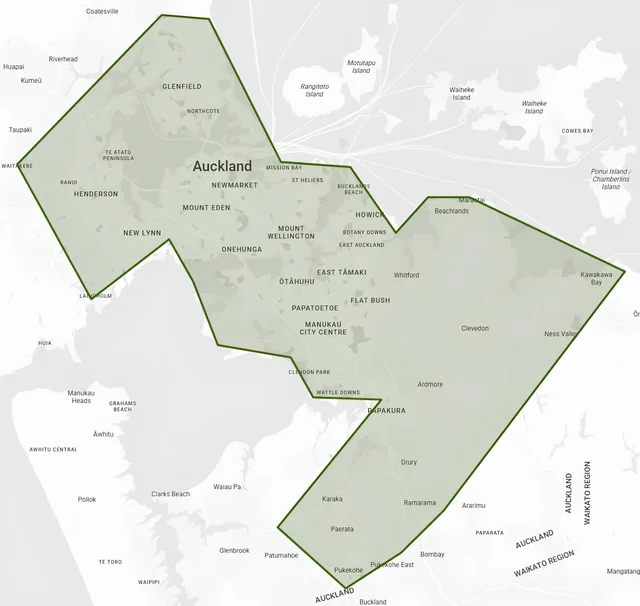 Coatesville
Riverhead
Huapai
Kumeū
Motutapu
Island
Rangitoto
Island
GLENFIELD
Waiheke
Island
Waiheke
Island
NORTHCOTE
Taupaki
COWES BAY
TE ATATŪ
PENINSULA
WAITAKERE
Auckland
MISSION BAY
Ponui Island /
Chamberlins
Island
RANUI
ST HELIERS
NEWMARKET
BUCKLANDS
BEACH
HENDERSON
Maraetai
MOUNT EDEN
Beachlands
HOWICK
NEW LYNN
MOUNT
WELLINGTON
BOTANY DOWNS
ONEHUNGA
EAST AUCKLAND
EAST TĀMAKI
Whitford
Kawakawa
Bay
ŌTĀHUHU
LAINGHOLM
FLAT BUSH
PAPATOETOE
MANUKAU
CITY CENTRE
Clevedon
Ness Valley
HUIA
CLENDON PARK
Ardmore
WATTLE DOWNS
Manukau
Heads
GRAHAMS
BEACH
PAPAKURA
Āwhitu
AWHITU CENTRAL
Drury
AUCKLAND
WAIKATO REGION
Waiau Pa
Clarks Beach
Pollok
Karaka
Ramarama
Ararimu
Paerata
PAPARATA
AUCKLAND
Glenbrook
Patumahoe
Bombay
TE TORO
Pukekohe
Pukekohe East
WAIKATO REGION
Mangatang
WAIPIPI
AUCKLAND
Buckland